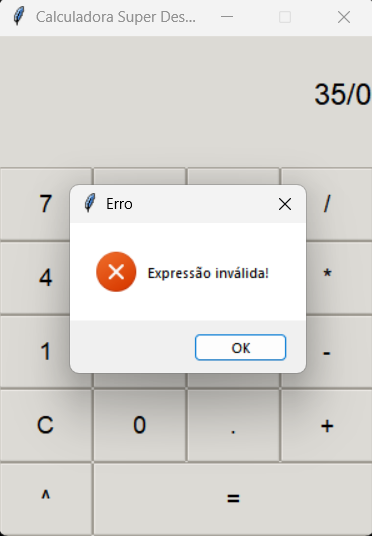 Calculadora Super Des...
35/0
7
/
Erro
4
Expressão inválida!
*
1
OK
-
C 0 . +
^ =